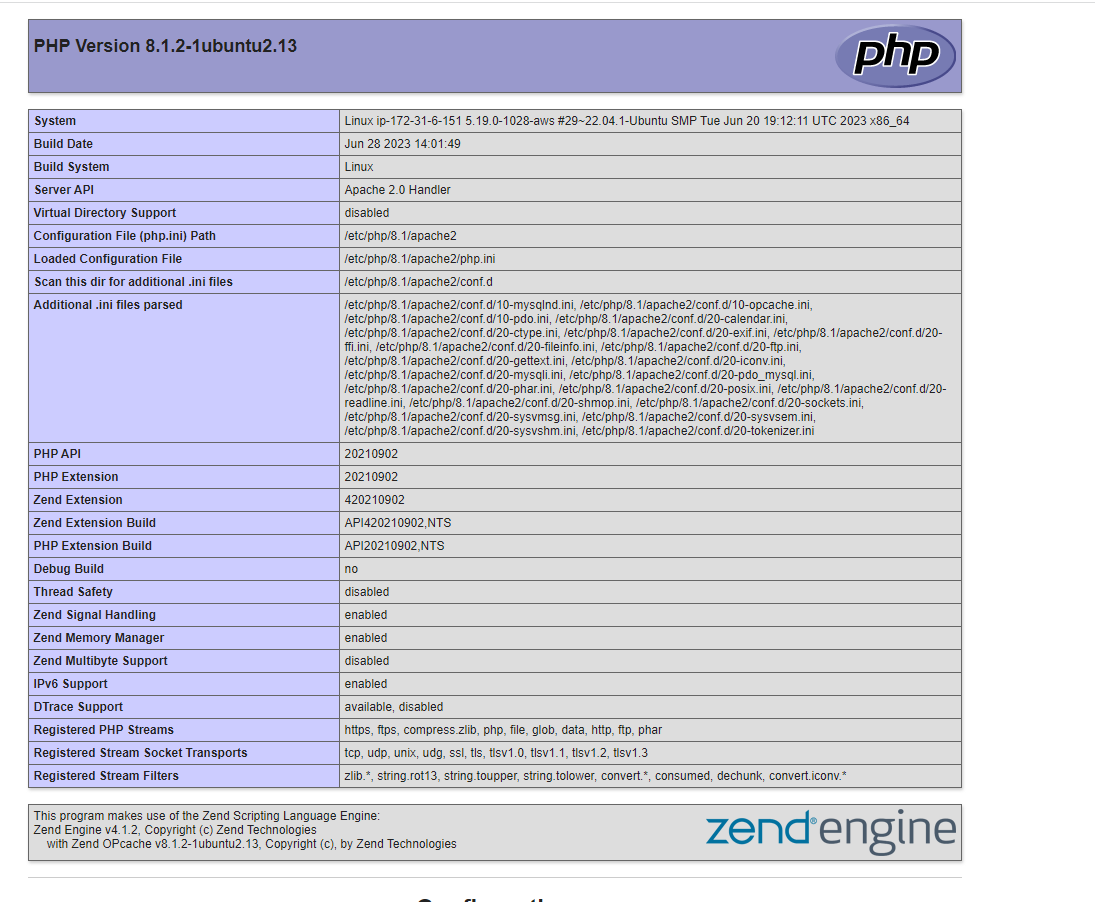 PHP Version 8.1.2-1ubuntu2.13
php
System Linux ip-172-31-6-151 5.19.0-1028-aws #29~22.04.1-Ubuntu SMP Tue Jun 20 19:12:11 UTC 2023 x86_64
Build Date Jun 28 2023 14:01:49
Build System Linux
Server API Apache 2.0 Handler
Virtual Directory Support disabled
Configuration File (php.ini) Path /etc/php/8.1/apache2
Loaded Configuration File /etc/php/8.1/apache2/php.ini
Scan this dir for additional .ini files /etc/php/8.1/apache2/conf.d
Additional .ini files parsed /etc/php/8.1/apache2/conf.d/10-mysqlnd.ini, /etc/php/8.1/apache2/conf.d/10-opcache.ini,
/etc/php/8.1/apache2/conf.d/10-pdo.ini, /etc/php/8.1/apache2/conf.d/20-calendar.ini,
/etc/php/8.1/apache2/conf.d/20-ctype.ini, /etc/php/8.1/apache2/conf.d/20-exif.ini, /etc/php/8.1/apache2/conf.d/20-
ffi.ini, /etc/php/8.1/apache2/conf.d/20-fileinfo.ini, /etc/php/8.1/apache2/conf.d/20-ftp.ini,
/etc/php/8.1/apache2/conf.d/20-gettext.ini, /etc/php/8.1/apache2/conf.d/20-iconv.ini,
/etc/php/8.1/apache2/conf.d/20-mysqli.ini, /etc/php/8.1/apache2/conf.d/20-pdo_mysql.ini,
/etc/php/8.1/apache2/conf.d/20-phar.ini, /etc/php/8.1/apache2/conf.d/20-posix.ini, /etc/php/8.1/apache2/conf.d/20-
readline.ini, /etc/php/8.1/apache2/conf.d/20-shmop.ini, /etc/php/8.1/apache2/conf.d/20-sockets.ini,
/etc/php/8.1/apache2/conf.d/20-sysvmsg.ini, /etc/php/8.1/apache2/conf.d/20-sysvsem.ini,
/etc/php/8.1/apache2/conf.d/20-sysvshm.ini, /etc/php/8.1/apache2/conf.d/20-tokenizer.ini
PHP API 20210902
PHP Extension 20210902
Zend Extension 420210902
Zend Extension Build API420210902,NTS
PHP Extension Build API20210902,NTS
Debug Build no
Thread Safety disabled
Zend Signal Handling enabled
Zend Memory Manager enabled
Zend Multibyte Support disabled
IPv6 Support enabled
DTrace Support available, disabled
Registered PHP Streams https, ftps, compress.zlib, php, file, glob, data, http, ftp, phar
Registered Stream Socket Transports tcp, udp, unix, udg, ssl, tls, tlsv1.0, tlsv1.1, tlsv1.2, tlsv1.3
Registered Stream Filters zlib.*, string.rot13, string.toupper, string.tolower, convert.*, consumed, dechunk, convert.iconv.*
This program makes use of the Zend Scripting Language Engine:
Zend Engine v4.1.2, Copyright (c) Zend Technologies
with Zend OPcache v8.1.2-1ubuntu2.13, Copyright (c), by Zend Technologies
zend® engine